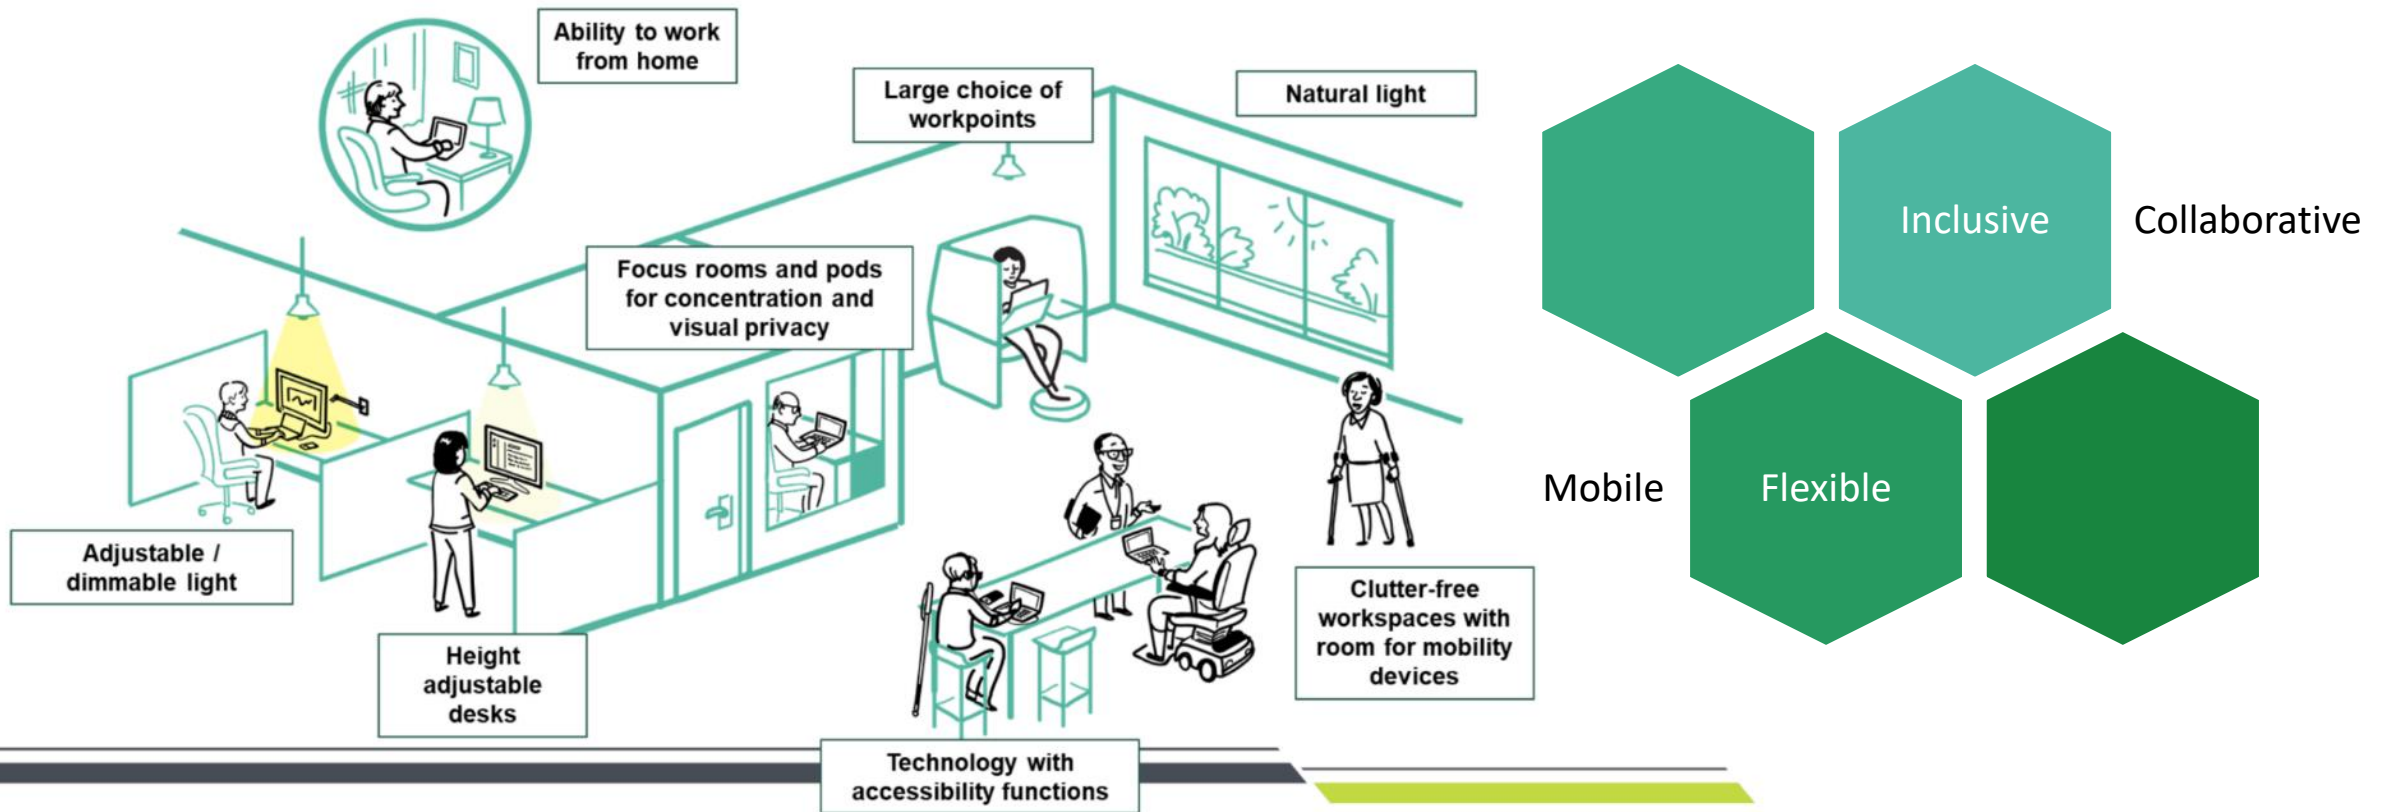 Ability to work
from home
Large choice of
workpoints
Natural light
Focus rooms and pods
for concentration and
visual privacy
Adjustable /
dimmable light
Height
adjustable
desks
Clutter-free
workspaces with
room for mobility
devices
Technology with
accessibility functions
Inclusive
Collaborative
Mobile
Flexible